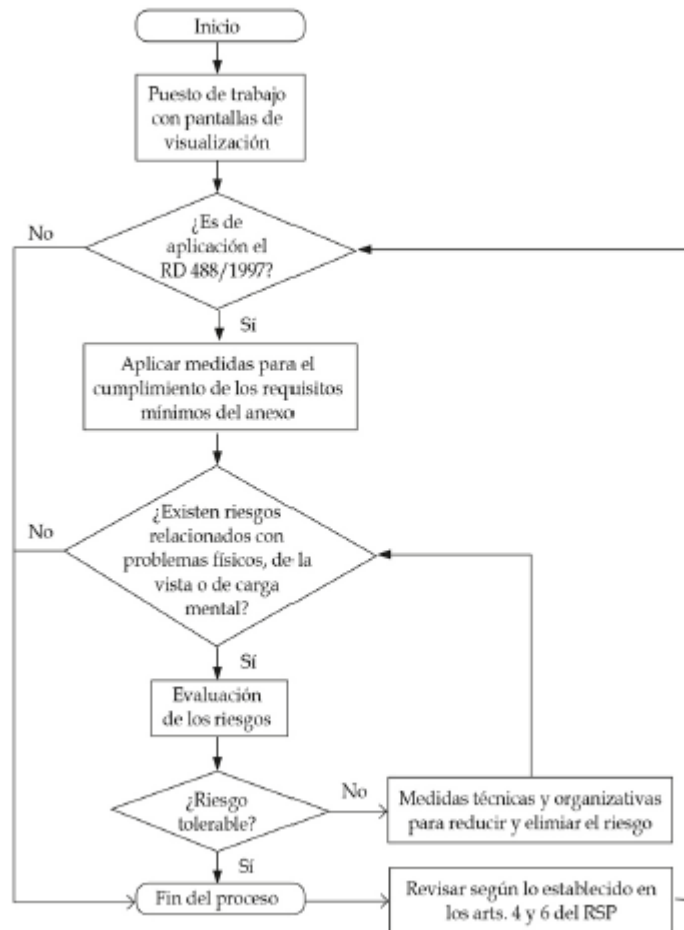 Inicio
Puesto de trabajo
con pantallas de
visualización
¿Es de
aplicación el
RD 488/1997?
No
Sí
Aplicar medidas para el
cumplimiento de los requisitos
mínimos del anexo
¿Existen riesgos
relacionados con
problemas físicos, de la
vista o de carga
mental?
No
Sí
Evaluación
de los riesgos
¿Riesgo
tolerable?
No
Medidas técnicas y organizativas
para reducir y elimiar el riesgo
Sí
Fin del proceso
Revisar según lo establecido en
los arts. 4 y 6 del RSP